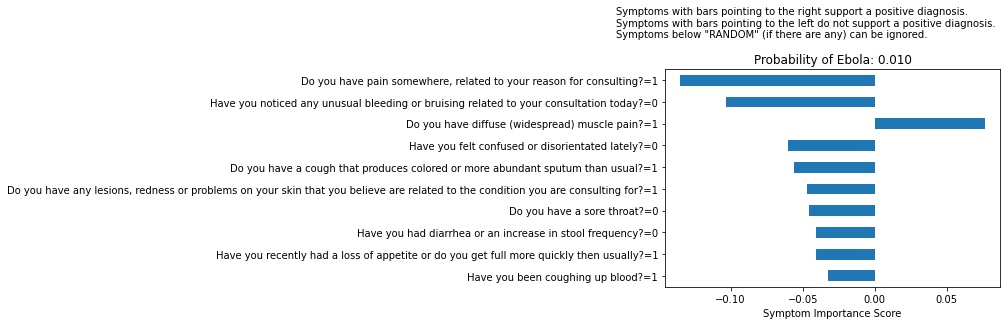 Symptoms with bars pointing to the right support a positive diagnosis.
Symptoms with bars pointing to the left do not support a positive diagnosis.
Symptoms below "RANDOM" (if there are any) can be ignored.
Probability of Ebola: 0.010
Do you have pain somewhere, related to your reason for consulting?=1
Have you noticed any unusual bleeding or bruising related to your consultation today?=0
Do you have diffuse (widespread) muscle pain?=1
Have you felt confused or disorientated lately?=0
Do you have a cough that produces colored or more abundant sputum than usual?=1
Do you have any lesions, redness or problems on your skin that you believe are related to the condition you are consulting for?=1
Do you have a sore throat?=0
Have you had diarrhea or an increase in stool frequency?=0
Have you recently had a loss of appetite or do you get full more quickly then usually?=1
Have you been coughing up blood?=1
−0.10 −0.05 0.00 0.05
Symptom Importance Score